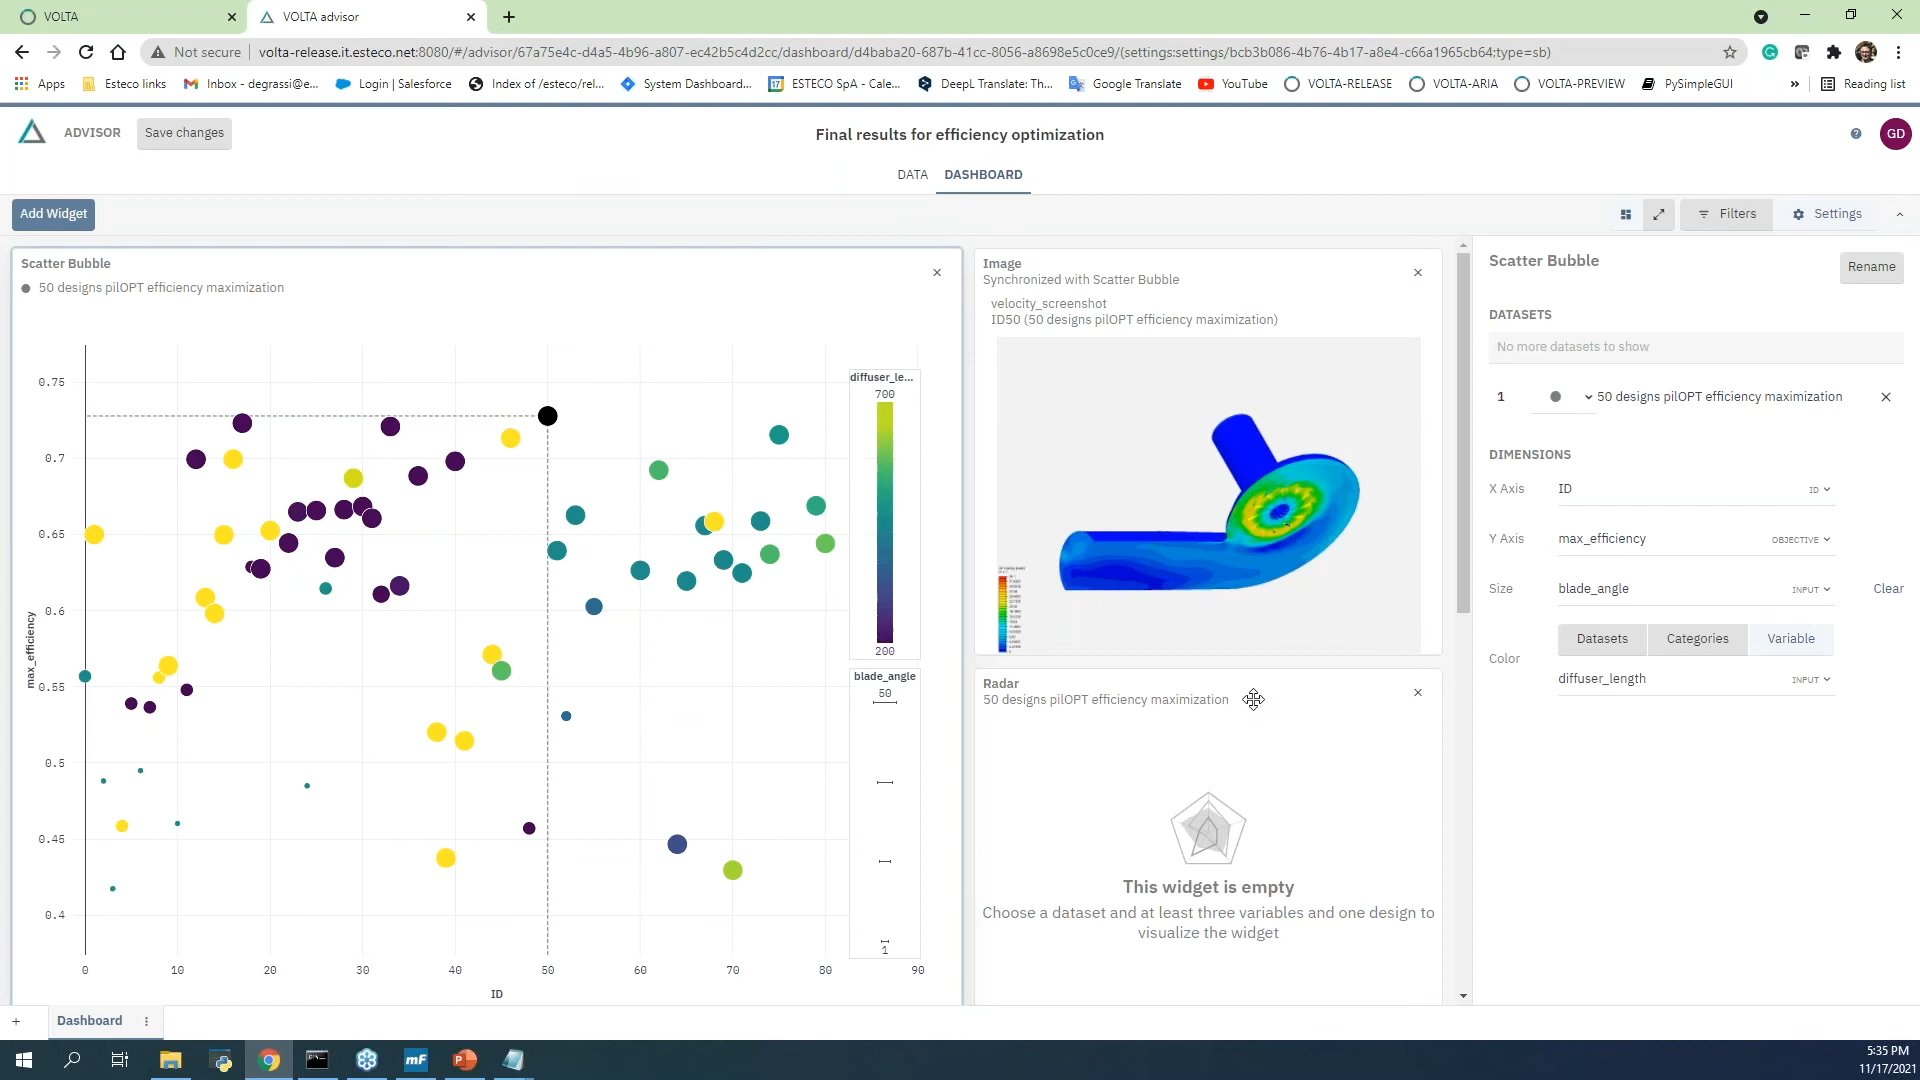 VOLTA
VOLTA advisor
Not secure
volta-release.it.esteco.net:8080/#/advisor/67a75e4c-d4a5-4b96-a807-ec42b5c4d2cc/dashboard/d4baba20-687b-41cc-8056-a8698e5c0ce9/(settings:settings/bcb3b086-4b76-4b17-a8e4-c66a1965cb64;type=sb)
Apps
Esteco links
Inbox - degrassi@e...
Login | Salesforce
Index of /esteco/rel...
System Dashboard...
17
ESTECO SpA - Cale...
DeepL Translate: Th...
Google Translate
YouTube
VOLTA-RELEASE
VOLTA-ARIA
VOLTA-PREVIEW
PySimpleGUI
»
Reading list
ADVISOR
Save changes
Final results for efficiency optimization
?
GD
DATA
DASHBOARD
Add Widget
Filters
Settings
Scatter Bubble
50 designs pilOPT efficiency maximization
0.75
0.7
0.65
0.6
0.55
0.5
0.45
0.4
max_efficiency
0
10
20
30
40
50
60
70
80
90
ID
diffuser_le...
700
200
blade_angle
50
1
Image
Synchronized with Scatter Bubble
velocity_screenshot
ID50 (50 designs pilOPT efficiency maximization)
Radar
50 designs pilOPT efficiency maximization
This widget is empty
Choose a dataset and at least three variables and one design to
visualize the widget
Scatter Bubble
Rename
DATASETS
No more datasets to show
1
50 designs pilOPT efficiency maximization
DIMENSIONS
X Axis
ID
ID
Y Axis
max_efficiency
OBJECTIVE
Size
blade_angle
INPUT
Clear
Color
Datasets
Categories
Variable
diffuser_length
INPUT
Dashboard
mF
P
5:35 PM
11/17/2021